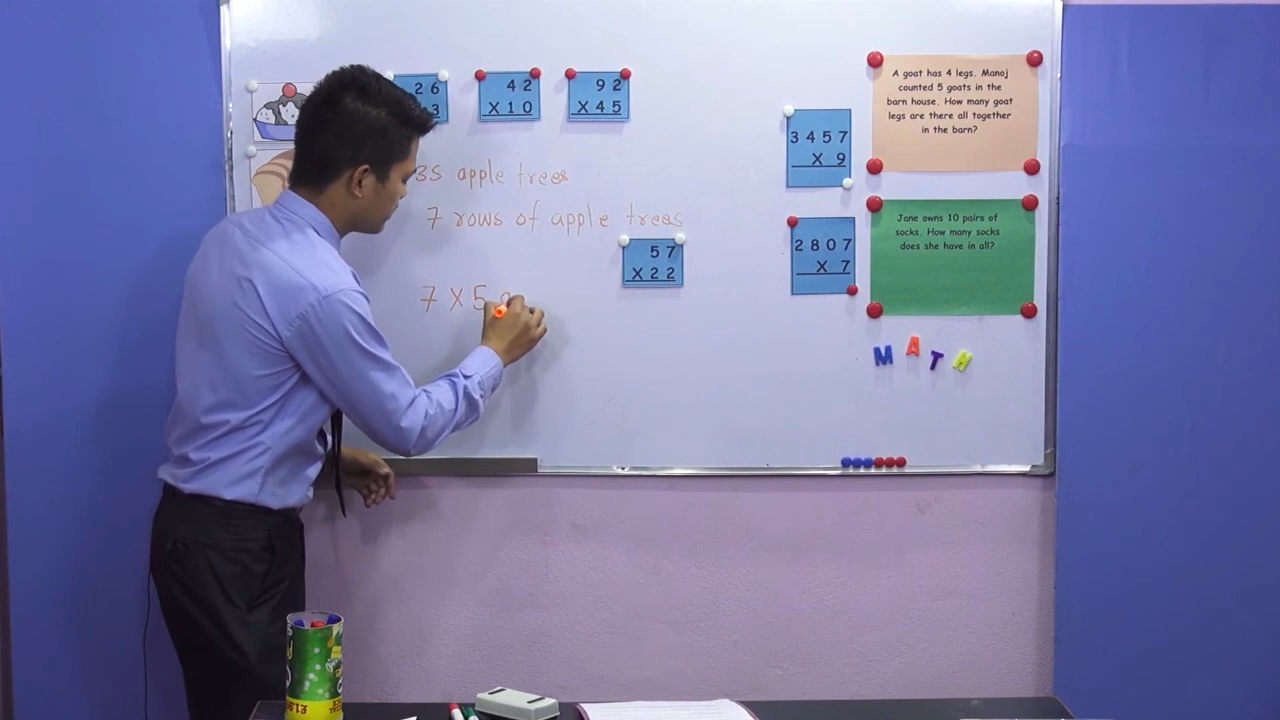 26
3
42
X10
92
X45
35 apple trees
7 rows of apple trees
57
X22
7 X 5
3457
X 9
2807
X 7
A goat has 4 legs. Manoj
counted 5 goats in the
barn house. How many goat
legs are there all together
in the barn?
Jane owns 10 pairs of
socks. How many socks
does she have in all?
MATH